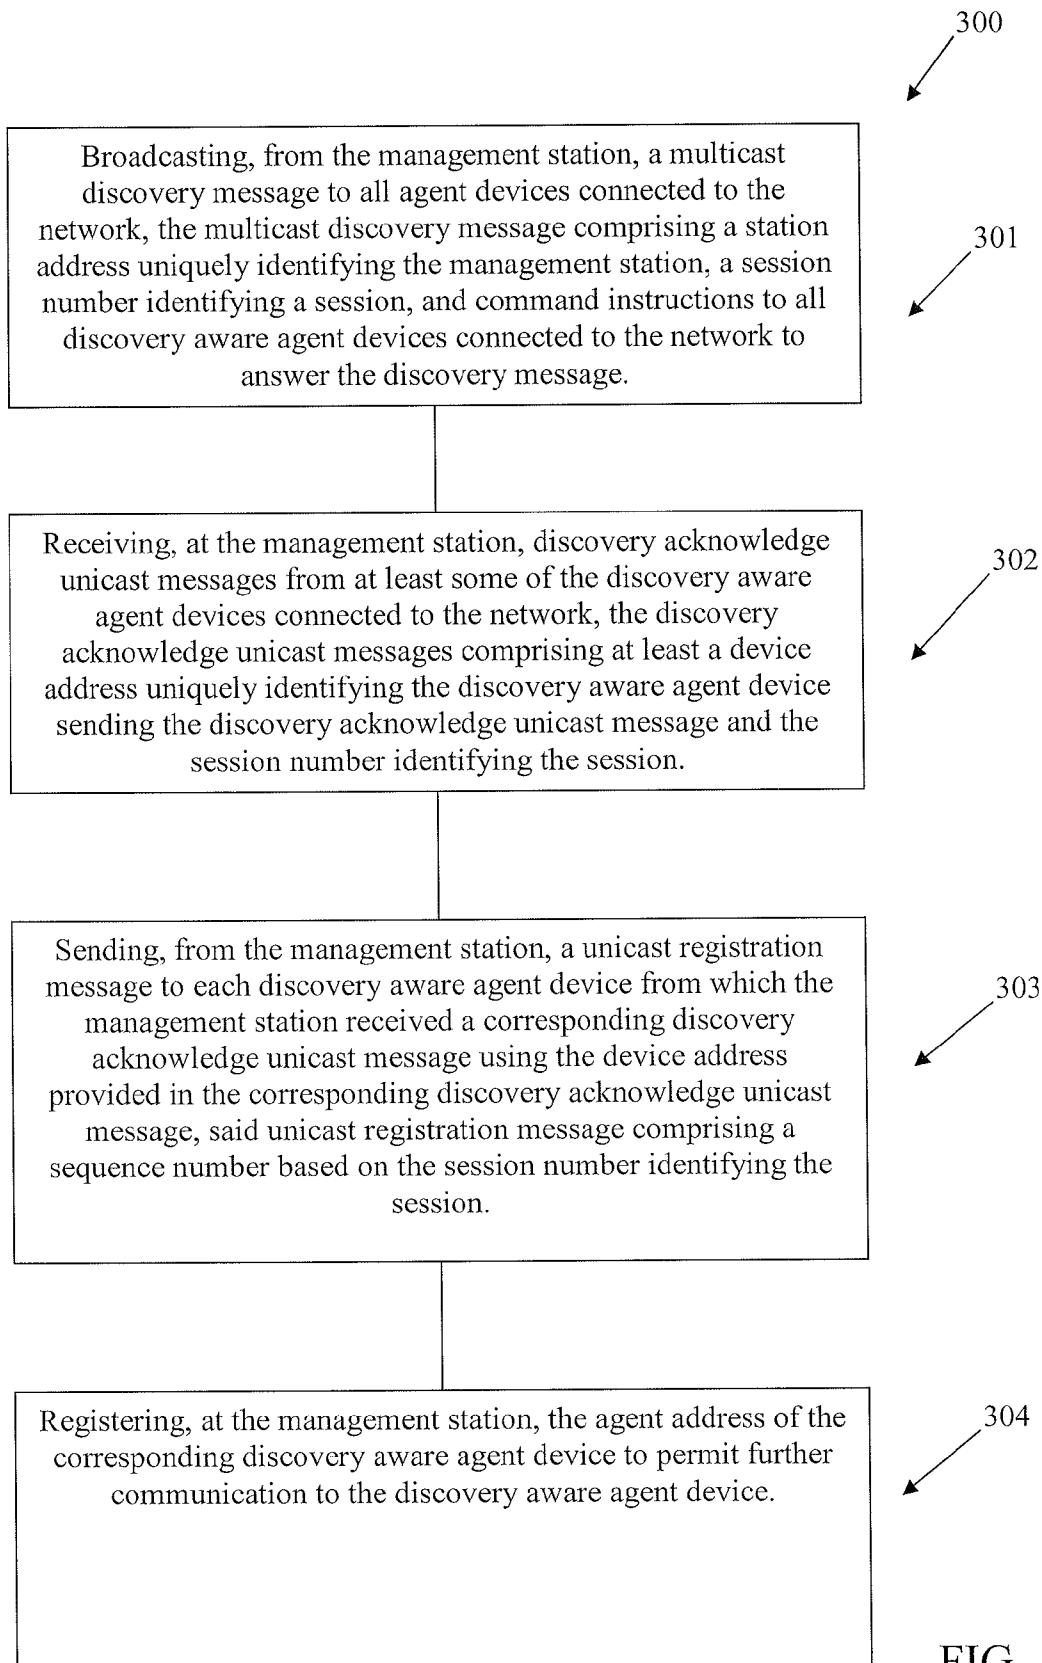 300
Broadcasting, from the management station, a multicast
discovery message to all agent devices connected to the
network, the multicast discovery message comprising a station
address uniquely identifying the management station, a session
number identifying a session, and command instructions to all
discovery aware agent devices connected to the network to
answer the discovery message.
301
Receiving, at the management station, discovery acknowledge
unicast messages from at least some of the discovery aware
agent devices connected to the network, the discovery
acknowledge unicast messages comprising at least a device
address uniquely identifying the discovery aware agent device
sending the discovery acknowledge unicast message and the
session number identifying the session.
302
Sending, from the management station, a unicast registration
message to each discovery aware agent device from which the
management station received a corresponding discovery
acknowledge unicast message using the device address
provided in the corresponding discovery acknowledge unicast
message, said unicast registration message comprising a
sequence number based on the session number identifying the
session.
303
Registering, at the management station, the agent address of the
corresponding discovery aware agent device to permit further
communication to the discovery aware agent device.
304
FIG